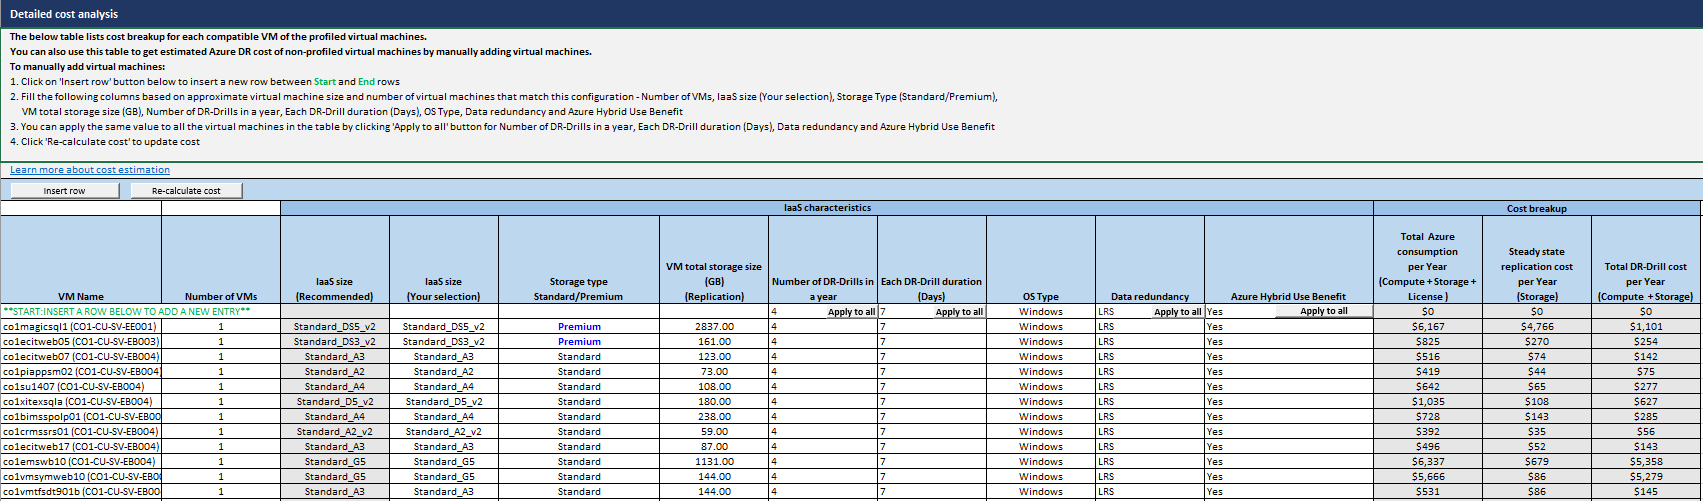 Detailed cost analysis
The below table lists cost breakup for each compatible VM of the profiled virtual machines.
You can also use this table to get estimated Azure DR cost of non-profiled virtual machines by manually adding virtual machines.
To manually add virtual machines:
1. Click on 'Insert row' button below to insert a new row between Start and End rows
2. Fill the following columns based on approximate virtual machine size and number of virtual machines that match this configuration - Number of VMs, IaaS size (Your selection), Storage Type (Standard/Premium),
VM total storage size (GB), Number of DR-Drills in a year, Each DR-Drill duration (Days), OS Type, Data redundancy and Azure Hybrid Use Benefit
3. You can apply the same value to all the virtual machines in the table by clicking 'Apply to all' button for Number of DR-Drills in a year, Each DR-Drill duration (Days), Data redundancy and Azure Hybrid Use Benefit
4. Click 'Re-calculate cost' to update cost
Learn more about cost estimation
Insert row Re-calculate cost
IaaS characteristics Cost breakup
VM Name
Number of VMs
IaaS size
(Recommended)
IaaS size
(Your selection)
Storage type
Standard/Premium
VM total storage size
(GB)
(Replication)
Number of DR-Drills in
a year
Each DR-Drill duration
(Days)
OS Type
Data redundancy
Azure Hybrid Use Benefit
Total Azure
consumption
per Year
(Compute + Storage +
License )
Steady state
replication cost
per Year
(Storage)
Total DR-Drill cost
per Year
(Compute + Storage)
**START:INSERT A ROW BELOW TO ADD A NEW ENTRY** 4 Apply to all 7 Apply to all Windows LRS Apply to all Yes Apply to all $0 $0 $0
co1magicsql1 (CO1-CU-SV-EE001) 1 Standard_DS5_v2 Standard_DS5_v2 Premium 2837.00 4 7 Windows LRS Yes $6,167 $4,766 $1,101
co1ecitweb05 (CO1-CU-SV-EB003) 1 Standard_DS3_v2 Standard_DS3_v2 Premium 161.00 4 7 Windows LRS Yes $825 $270 $254
co1ecitweb07 (CO1-CU-SV-EB004) 1 Standard_A3 Standard_A3 Standard 123.00 4 7 Windows LRS Yes $516 $74 $142
co1piappsm02 (CO1-CU-SV-EB004) 1 Standard_A2 Standard_A2 Standard 73.00 4 7 Windows LRS Yes $419 $44 $75
co1su1407 (CO1-CU-SV-EB004) 1 Standard_A4 Standard_A4 Standard 108.00 4 7 Windows LRS Yes $642 $65 $277
co1xitexsqla (CO1-CU-SV-EB004) 1 Standard_D5_v2 Standard_D5_v2 Standard 180.00 4 7 Windows LRS Yes $1,035 $108 $627
co1bimsspolp01 (CO1-CU-SV-EB00 1 Standard_A4 Standard_A4 Standard 238.00 4 7 Windows LRS Yes $728 $143 $285
co1crmssrs01 (CO1-CU-SV-EB004) 1 Standard_A2_v2 Standard_A2_v2 Standard 59.00 4 7 Windows LRS Yes $392 $35 $56
co1ecitweb17 (CO1-CU-SV-EB004) 1 Standard_A3 Standard_A3 Standard 87.00 4 7 Windows LRS Yes $496 $52 $143
co1emswb10 (CO1-CU-SV-EB004) 1 Standard_G5 Standard_G5 Standard 1131.00 4 7 Windows LRS Yes $6,337 $679 $5,358
co1vmsymweb10 (CO1-CU-SV-EB0 1 Standard_G5 Standard_G5 Standard 144.00 4 7 Windows LRS Yes $5,666 $86 $5,279
co1vmtfsdt901b (CO1-CU-SV-EB00 1 Standard_A3 Standard_A3 Standard 144.00 4 7 Windows LRS Yes $531 $86 $145